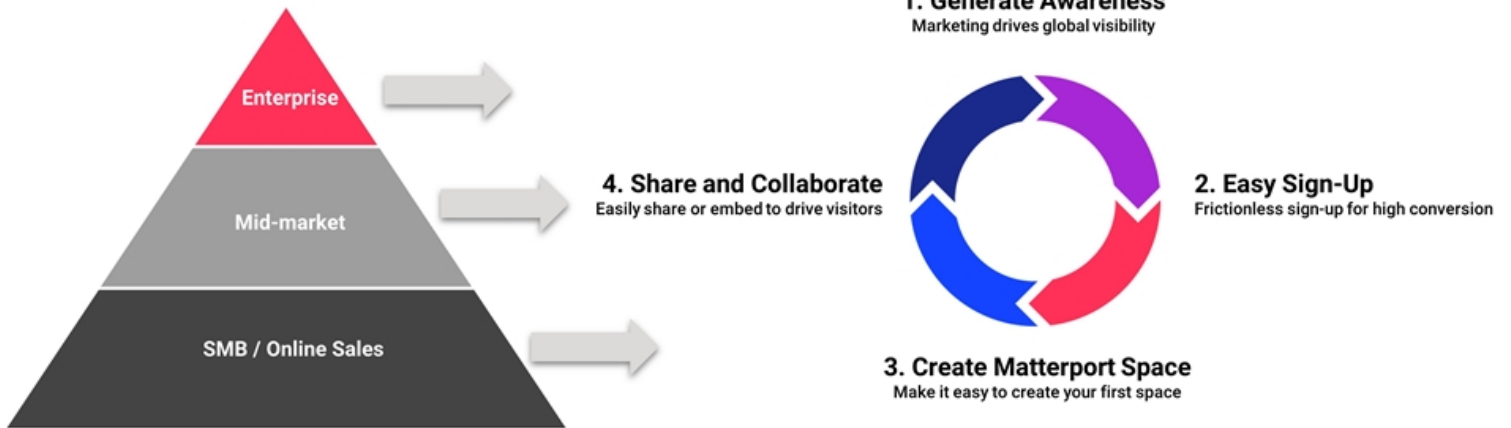 Enterprise
Mid-market
SMB / Online Sales
1. Generate Awareness
Marketing drives global visibility
2. Easy Sign-Up
Frictionless sign-up for high conversion
3. Create Matterport Space
Make it easy to create your first space
4. Share and Collaborate
Easily share or embed to drive visitors